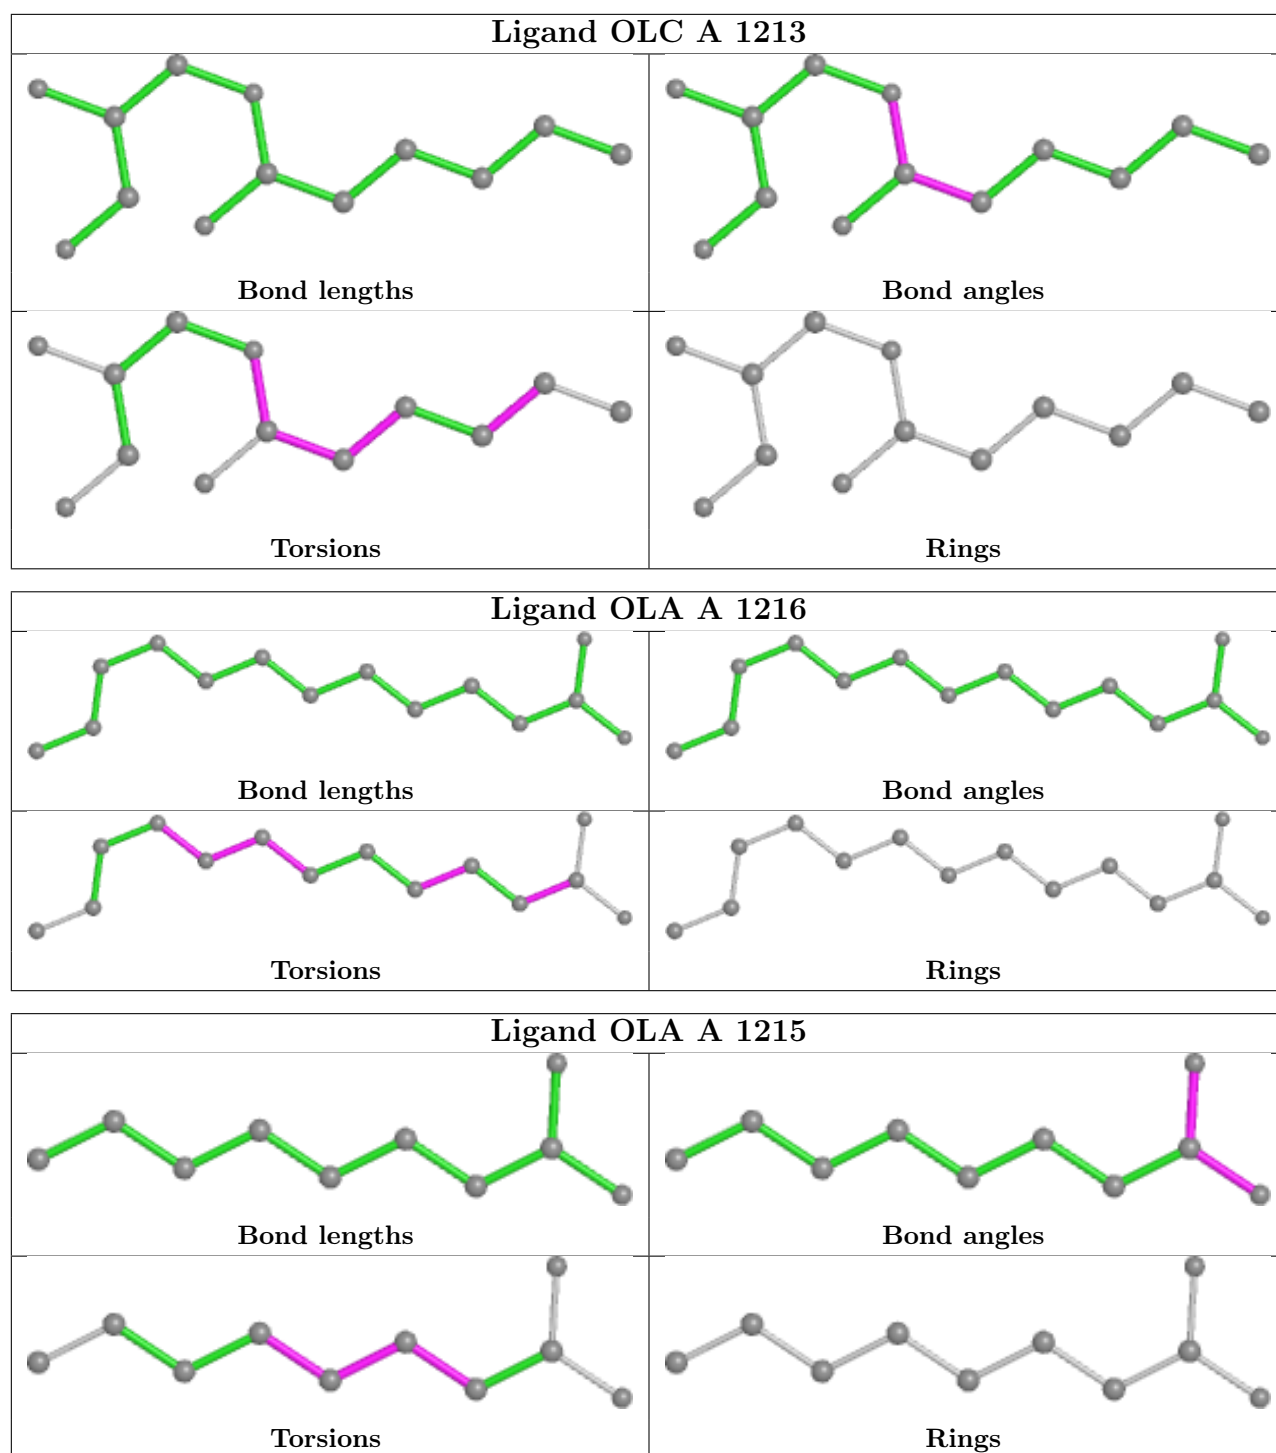 Ligand OLC A 1213
Bond lengths
Bond angles
Torsions
Rings
Ligand OLA A 1216
Bond lengths
Bond angles
Torsions
Rings
Ligand OLA A 1215
Bond lengths
Bond angles
Torsions
Rings